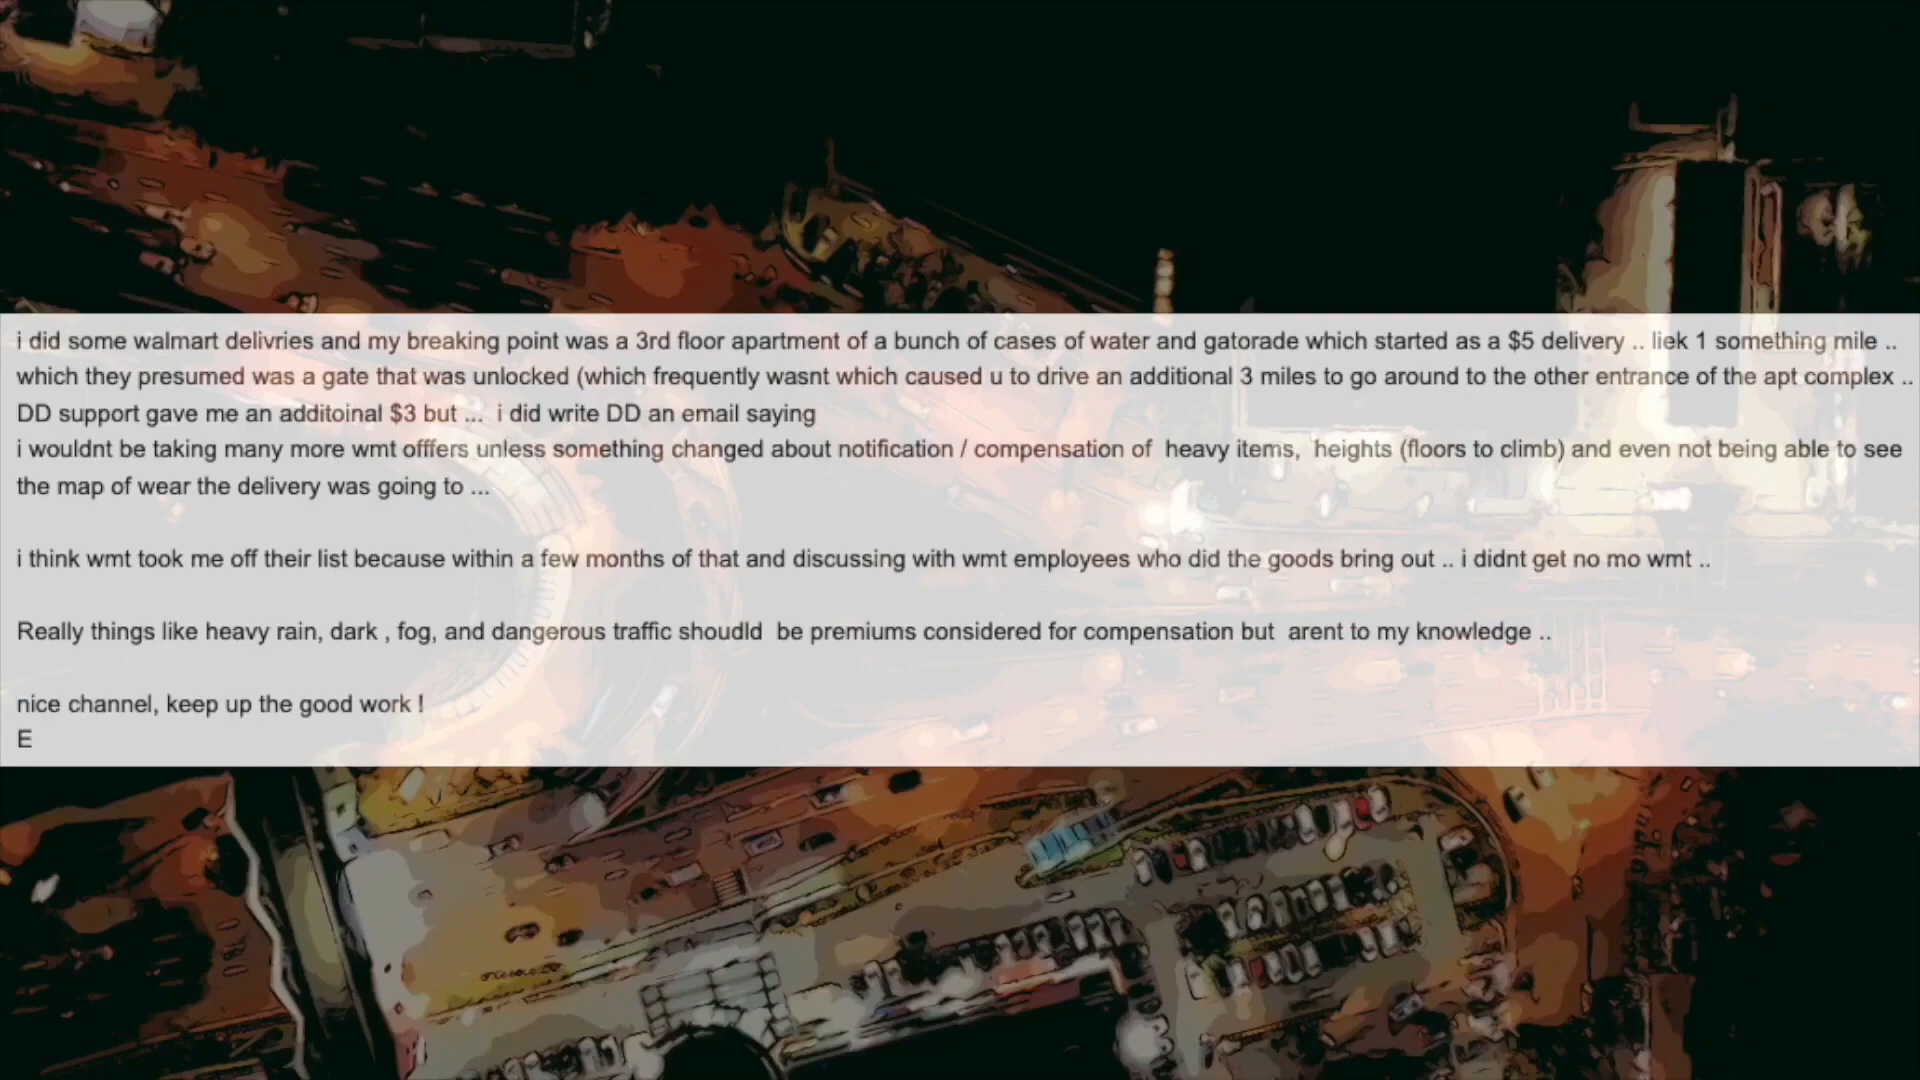 i did some walmart delivries and my breaking point was a 3rd floor apartment of a bunch of cases of water and gatorade which started as a $5 delivery .. liek 1 something mile ..
which they presumed was a gate that was unlocked (which frequently wasnt which caused u to drive an additional 3 miles to go around to the other entrance of the apt complex ..
DD support gave me an additoinal $3 but ... i did write DD an email saying
i wouldnt be taking many more wmt offfers unless something changed about notification / compensation of heavy items, heights (floors to climb) and even not being able to see
the map of wear the delivery was going to ...
i think wmt took me off their list because within a few months of that and discussing with wmt employees who did the goods bring out .. i didnt get no mo wmt ..
Really things like heavy rain, dark , fog, and dangerous traffic shoudld be premiums considered for compensation but arent to my knowledge ..
nice channel, keep up the good work !
E